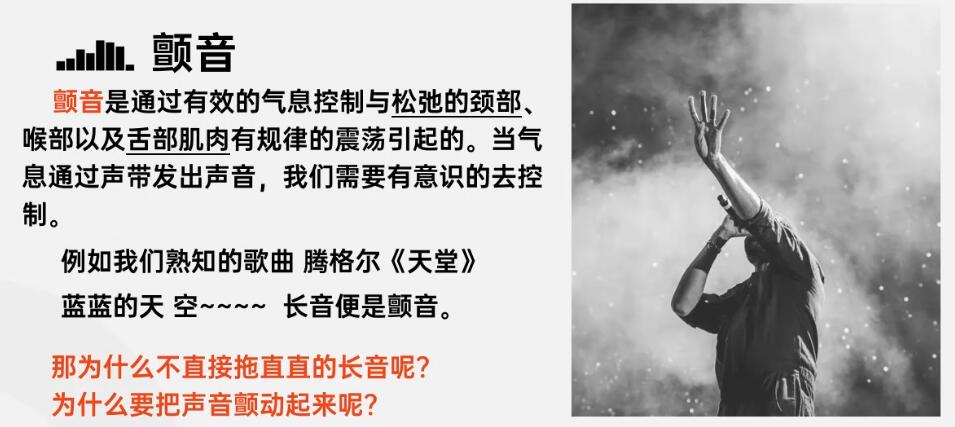 颤音
颤音是通过有效的气息控制与松弛的颈部、
喉部以及舌部肌肉有规律的震荡引起的。当气
息通过声带发出声音，我们需要有意识的去控
制。
例如我们熟知的歌曲 腾格尔《天堂》
蓝蓝的天 空~~~~ 长音便是颤音。
那为什么不直接拖直直的长音呢？
为什么要把声音颤动起来呢？